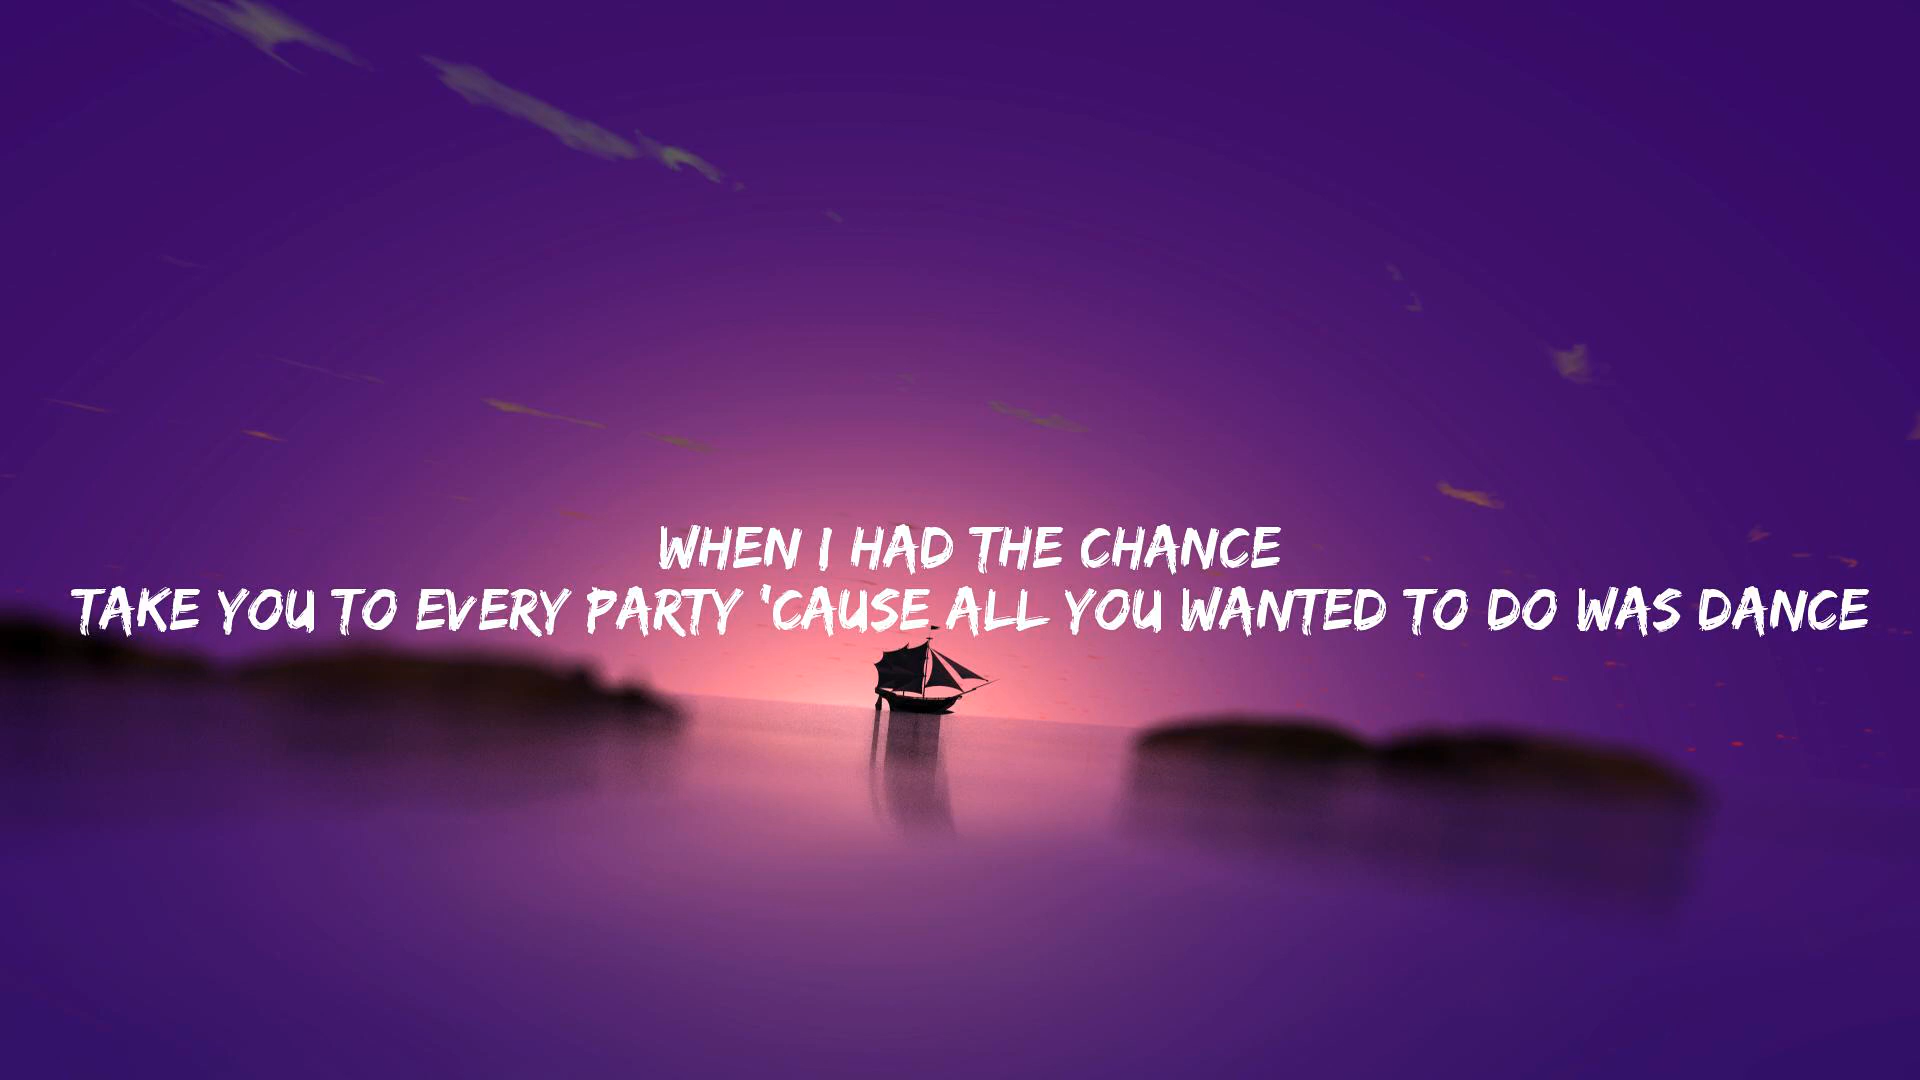 WHEN I HAD THE CHANCE
TAKE YOU TO EVERY PARTY 'CAUSE ALL YOU WANTED TO DO WAS DANCE